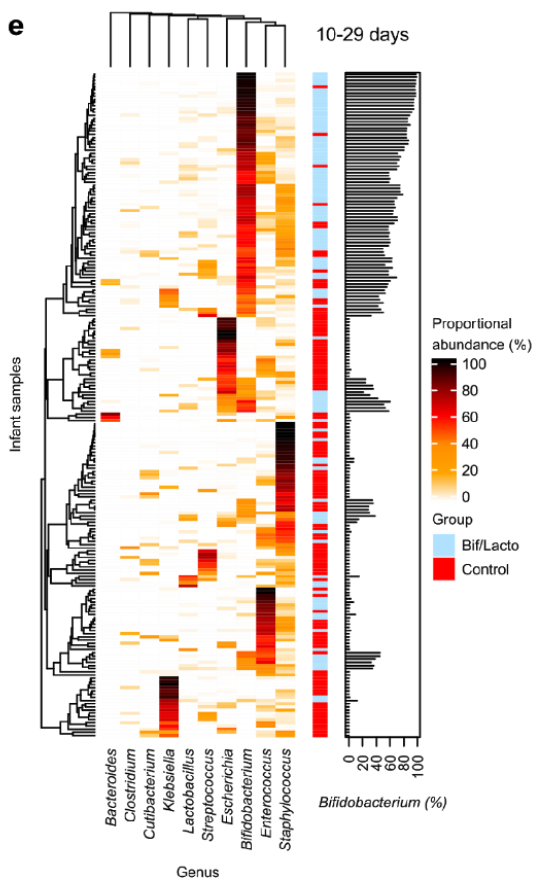 e
10-29 days
Infant samples
Proportional
abundance (%)
100
80
60
40
20
0
Group
Bif/Lacto
Control
Bacteroides
Clostridium
Cutibacterium
Klebsiella
Lactobacillus
Streptococcus
Escherichia
Bifidobacterium
Enterococcus
Staphylococcus
Genus
0
20
40
60
80
100
Bifidobacterium (%)